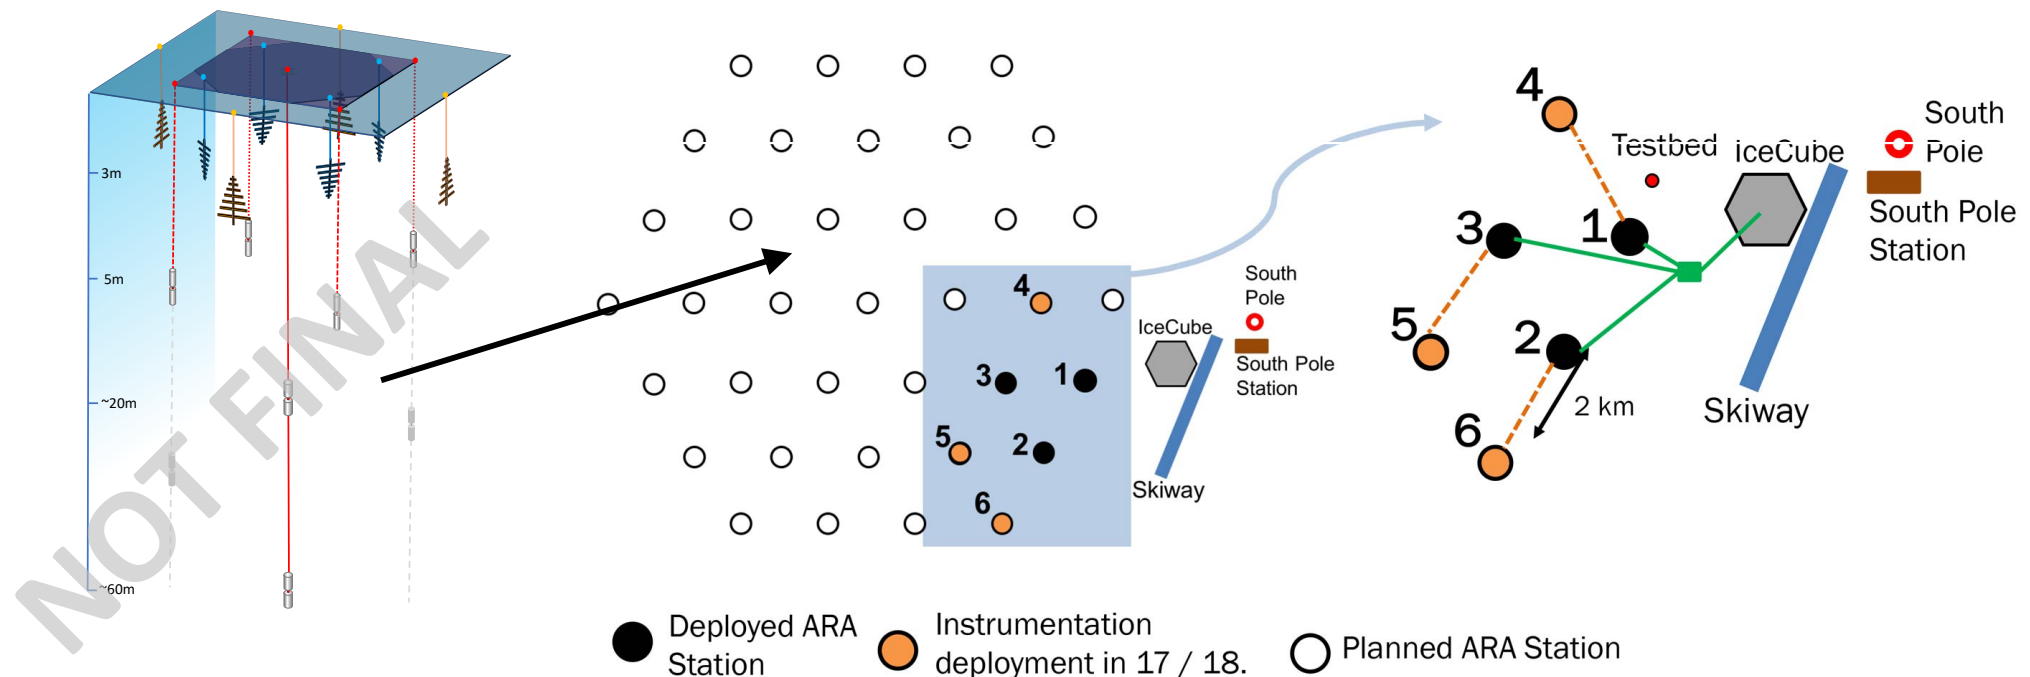 3m
5m
~20m
~60m
NOT FINAL
4
3
1
5
2
6
South
Pole
IceCube
South Pole
Station
Skiway
4
Testbed
IceCube
South
Pole
South Pole
Station
3
1
5
2
2 km
6
Skiway
Deployed ARA
Station
Instrumentation
deployment in 17 / 18.
Planned ARA Station